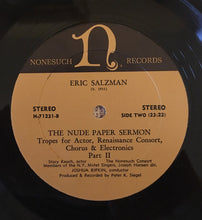 NONESUCH RECORDS
ERIC SALZMAN
(b. 1933)
STEREO
H-71231-B
STEREO
SIDE TWO (22:22)
THE NUDE PAPER SERMON
Tropes for Actor, Renaissance Consort,
Chorus & Electronics
Part II
Stacy Keach, actor The Nonesuch Consort
Members of the N.Y. Motet Singers, Joseph Hansen dir.
JOSHUA RIFKIN, conductor
Produced & Recorded by Peter K. Siegel